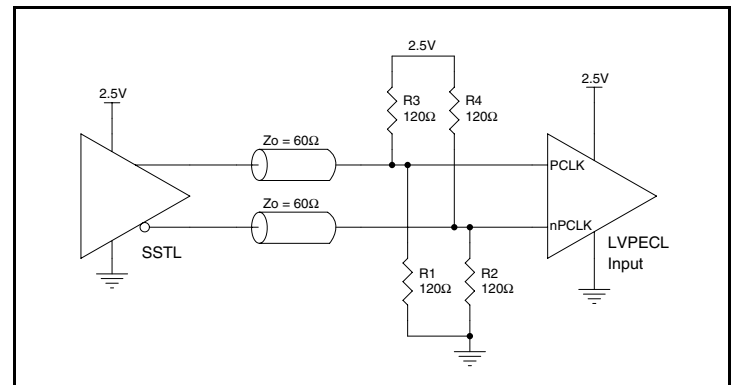 2.5V
2.5V
2.5V
R3
120Ω
R4
120Ω
Zo = 60Ω
PCLK
Zo = 60Ω
nPCLK
SSTL
LVPECL
Input
R1
120Ω
R2
120Ω